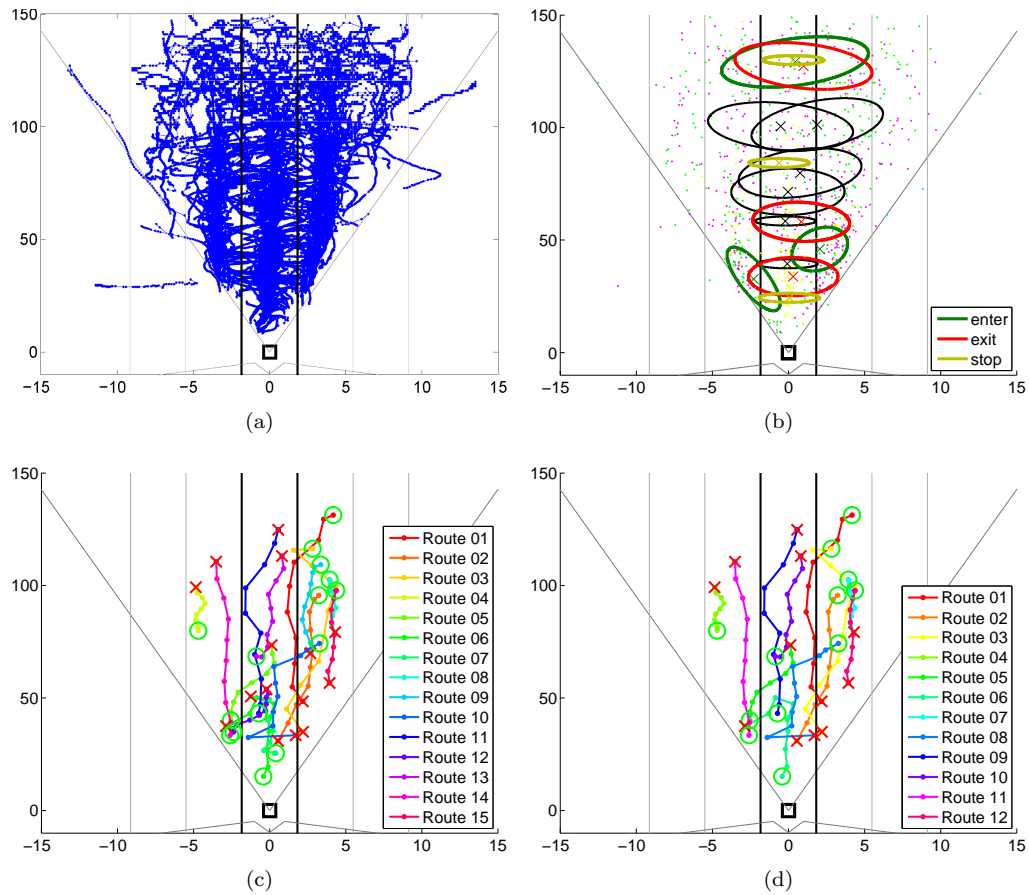 150
100
50
0
−15 −10 −5 0 5 10 15
(a)
150
100
50
0
−15 −10 −5 0 5 10 15
enter
exit
stop
(b)
150
100
50
0
−15 −10 −5 0 5 10 15
Route 01
Route 02
Route 03
Route 04
Route 05
Route 06
Route 07
Route 08
Route 09
Route 10
Route 11
Route 12
Route 13
Route 14
Route 15
(c)
150
100
50
0
−15 −10 −5 0 5 10 15
Route 01
Route 02
Route 03
Route 04
Route 05
Route 06
Route 07
Route 08
Route 09
Route 10
Route 11
Route 12
(d)